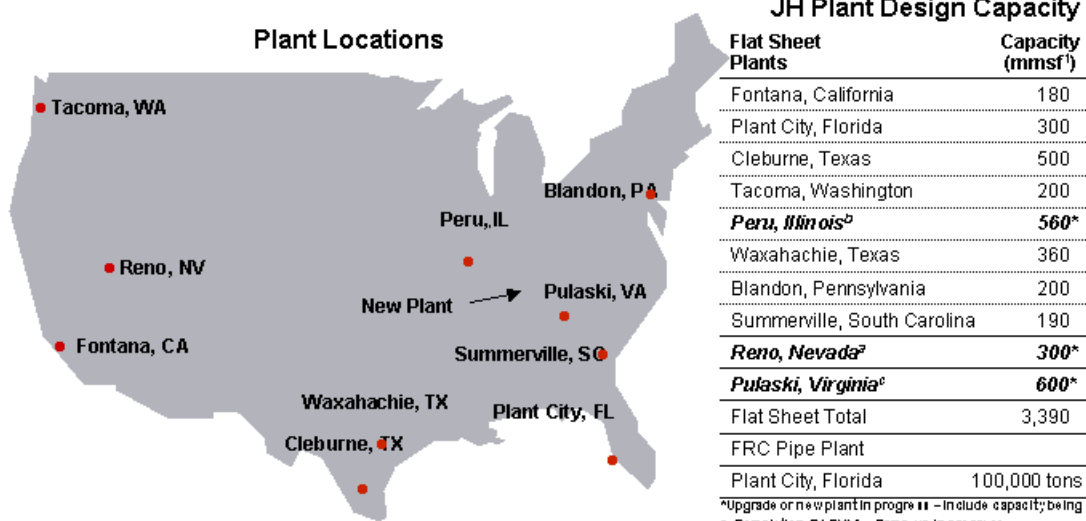 Plant Locations
Tacoma, WA
Blandon, PA
Peru, IL
Reno, NV
New Plant
Pulaski, VA
Fontana, CA
Summerville, SC
Waxahachie, TX
Plant City, FL
Cleburne, TX
JH Plant Design Capacity
Flat Sheet Capacity
Plants (mmsf¹)
Fontana, California 180
Plant City, Florida 300
Cleburne, Texas 500
Tacoma, Washington 200
Peru, Illinoisᵇ 560*
Waxahachie, Texas 360
Blandon, Pennsylvania 200
Summerville, South Carolina 190
Reno, Nevadaᵃ 300*
Pulaski, Virginiaᶜ 600*
Flat Sheet Total 3,390
FRC Pipe Plant
Plant City, Florida 100,000 tons
*Upgrade or new plant in progress – Include capacity being